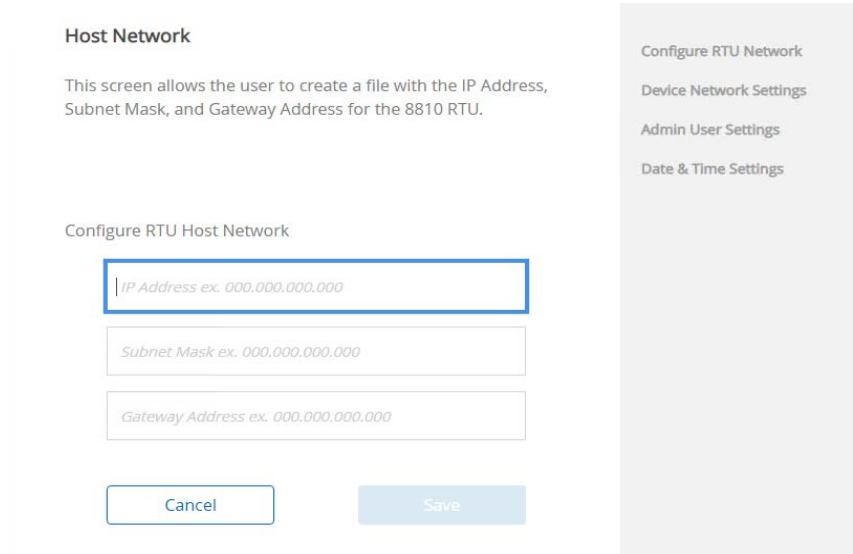 Host Network
This screen allows the user to create a file with the IP Address,
Subnet Mask, and Gateway Address for the 8810 RTU.
Configure RTU Host Network
IP Address ex. 000.000.000.000
Subnet Mask ex. 000.000.000.000
Gateway Address ex. 000.000.000.000
Cancel
Save
Configure RTU Network
Device Network Settings
Admin User Settings
Date & Time Settings